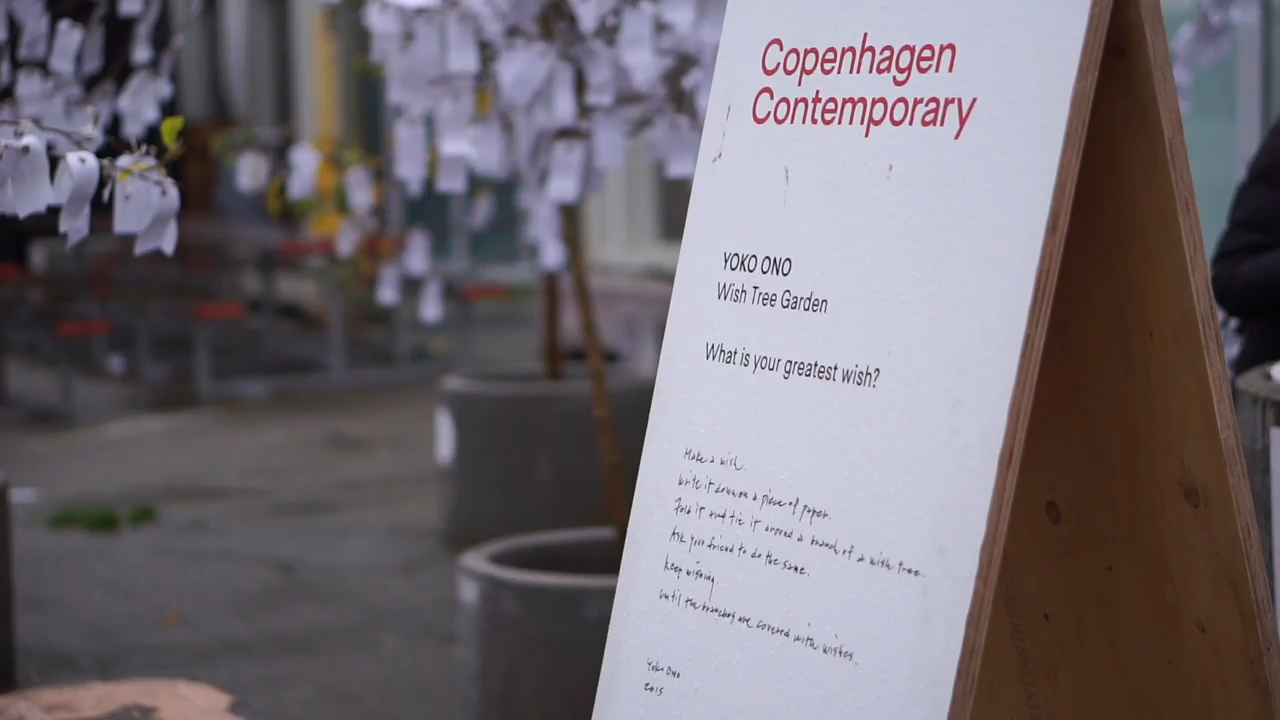 Copenhagen
Contemporary
YOKO ONO
Wish Tree Garden
What is your greatest wish?
Make a wish.
Write it down on a piece of paper.
Fold it and tie it around a branch of a wish tree.
Ask your friend to do the same.
keep wishing.
until the branches are covered with wishes.
Yoko Ono
2015